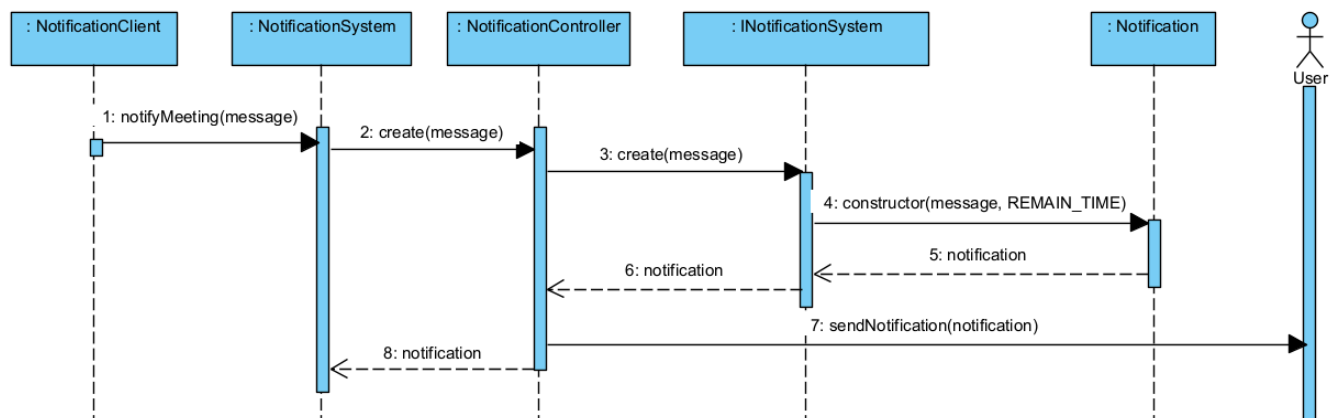 : NotificationClient
: NotificationSystem
: NotificationController
: INotificationSystem
: Notification
User
1: notifyMeeting(message)
2: create(message)
3: create(message)
4: constructor(message, REMAIN_TIME)
5: notification
6: notification
7: sendNotification(notification)
8: notification